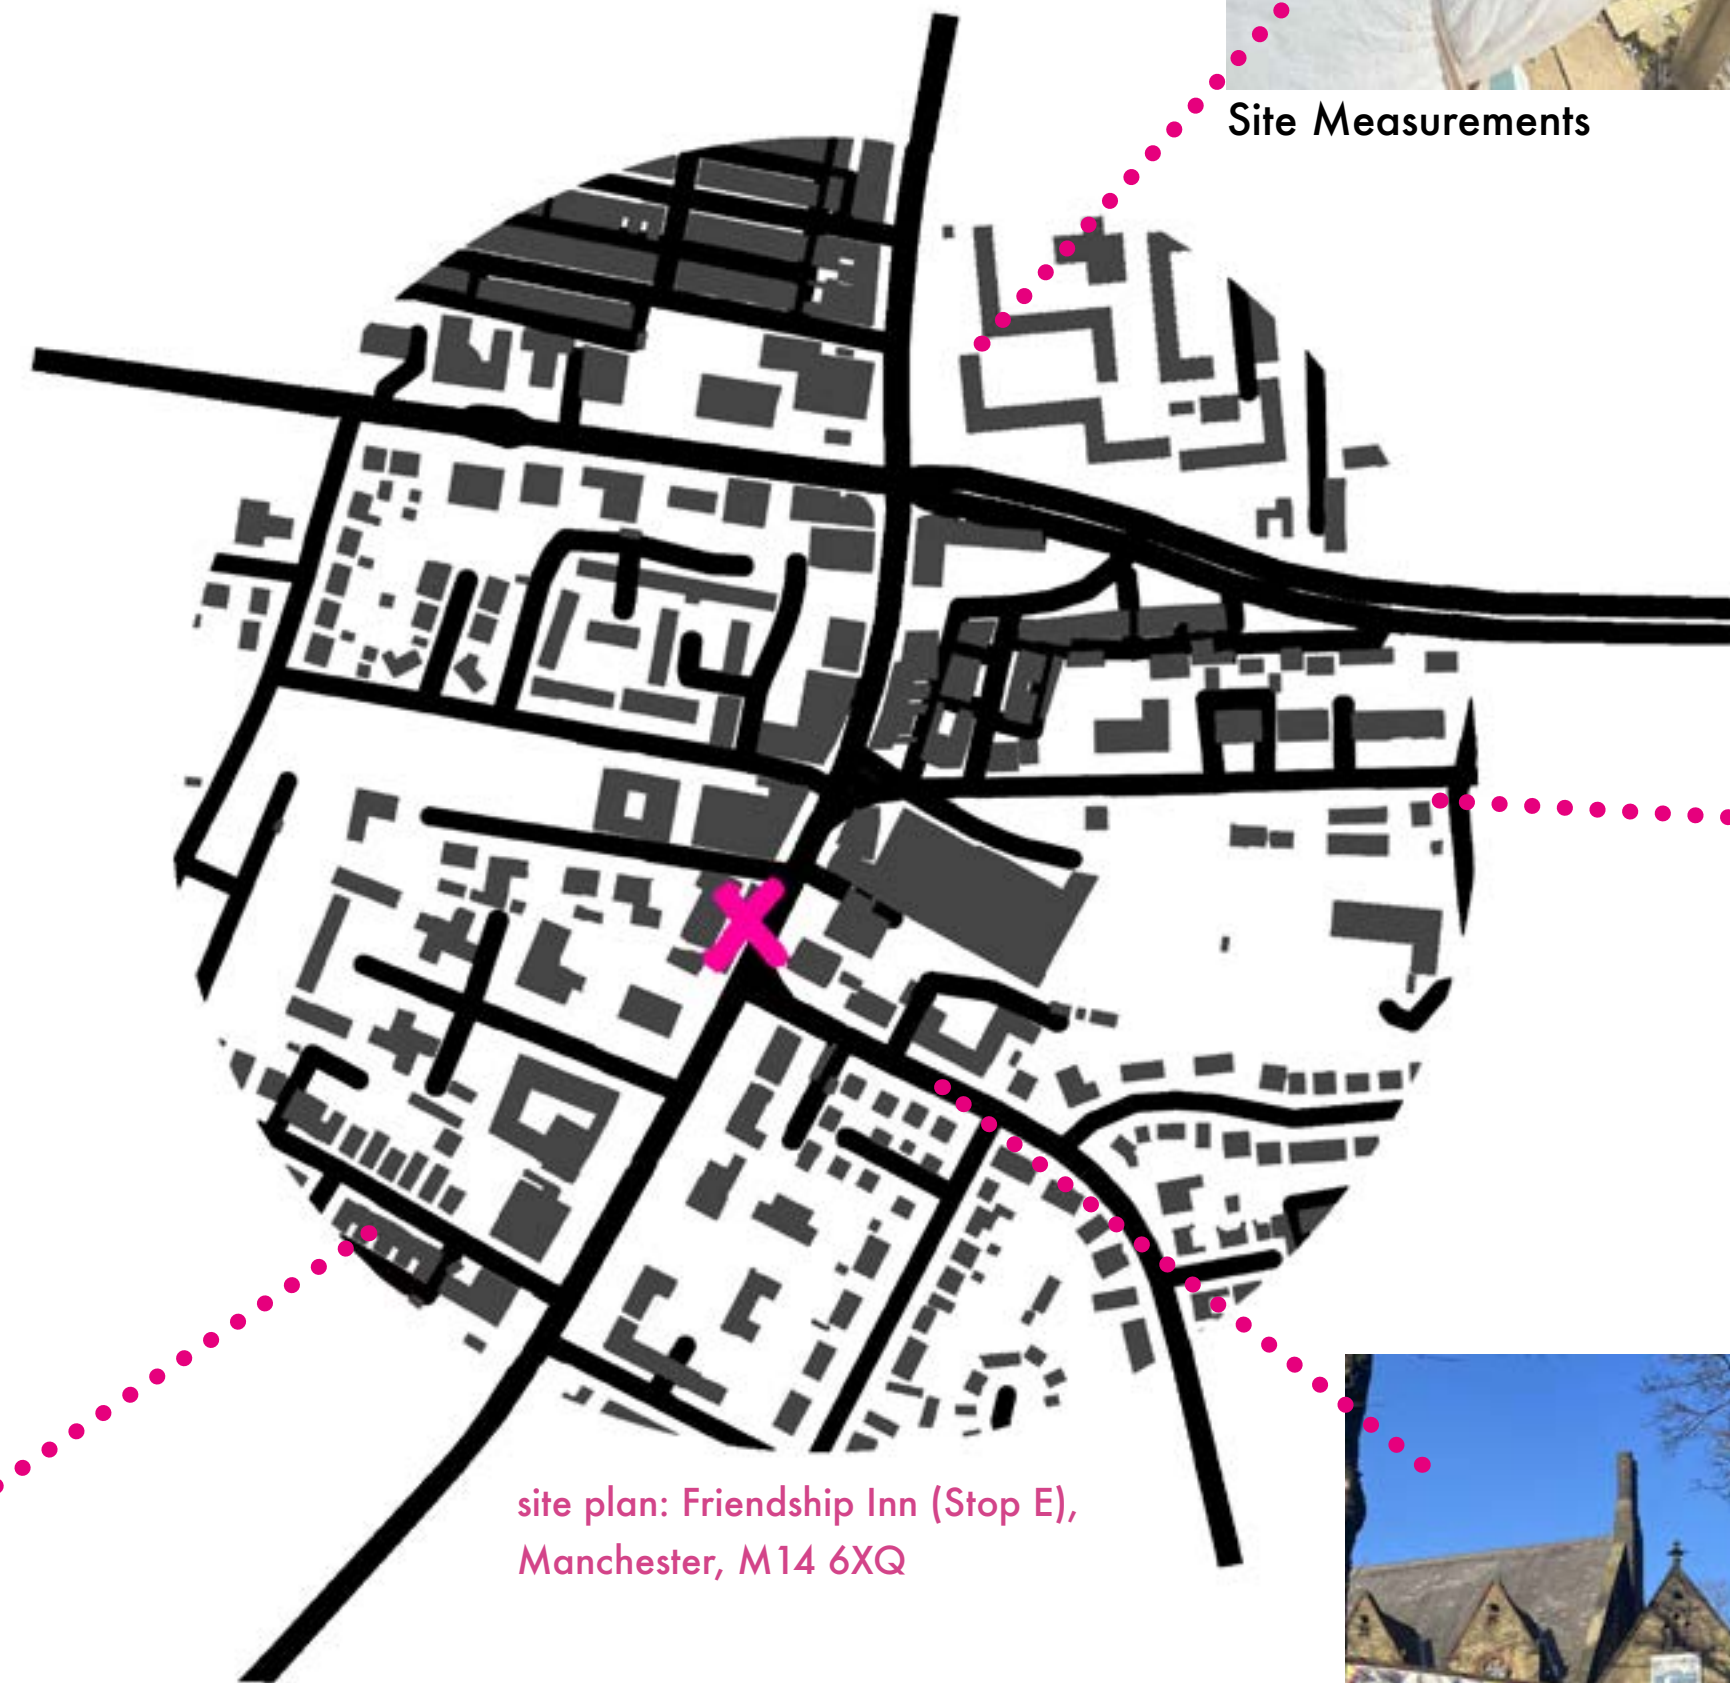 Site Measurements
site plan: Friendship Inn (Stop E),
Manchester, M14 6XQ